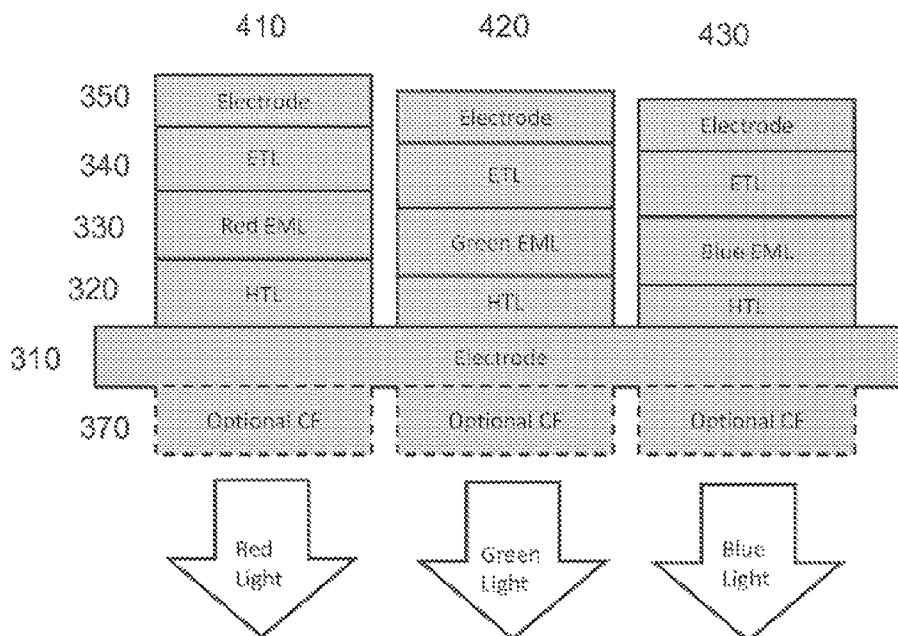 410 420 430
350 Electrode Electrode Electrode
340 ETL ETL ETL
330 Red EML Green EML Blue EML
320 HTL HTL HTL
310 Electrode
370 Optional CF Optional CF Optional CF
Red Green Blue
Light Light Light